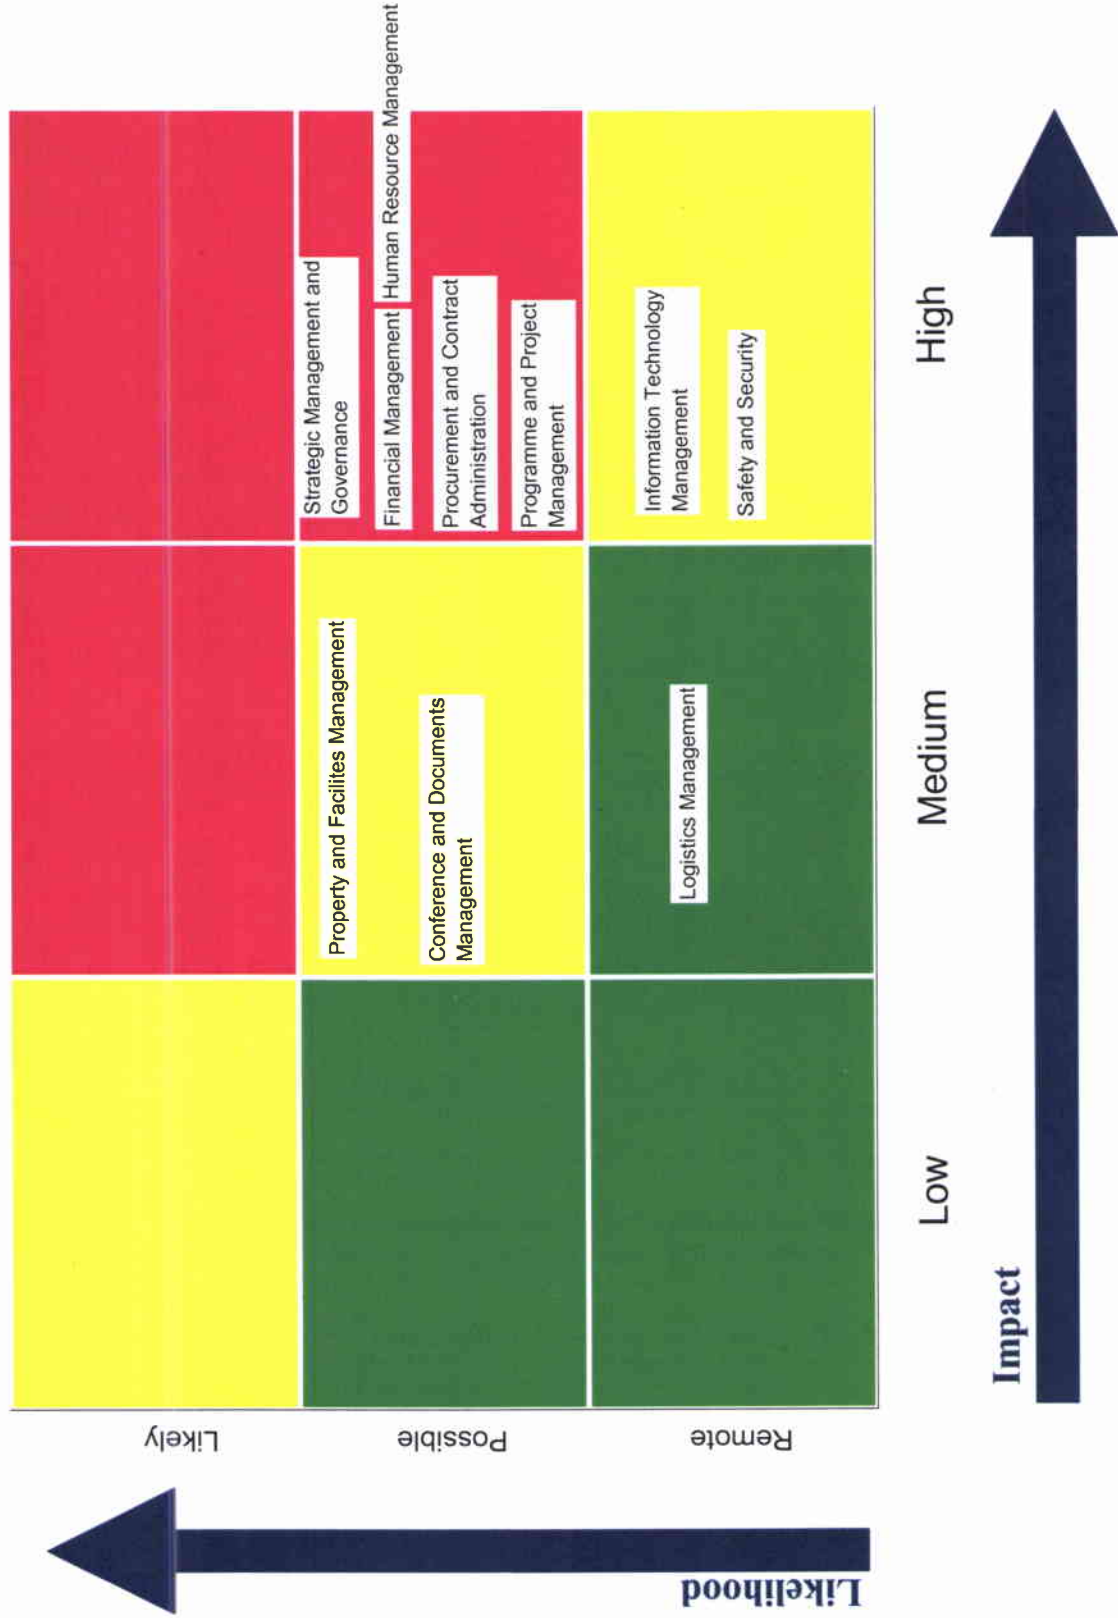 Likelihood
Likely
Possible
Remote
Strategic Management and
Governance
Financial Management
Human Resource Management
Procurement and Contract
Administration
Programme and Project
Management
Property and Facilites Management
Conference and Documents
Management
Information Technology
Management
Safety and Security
Logistics Management
Low
Medium
High
Impact